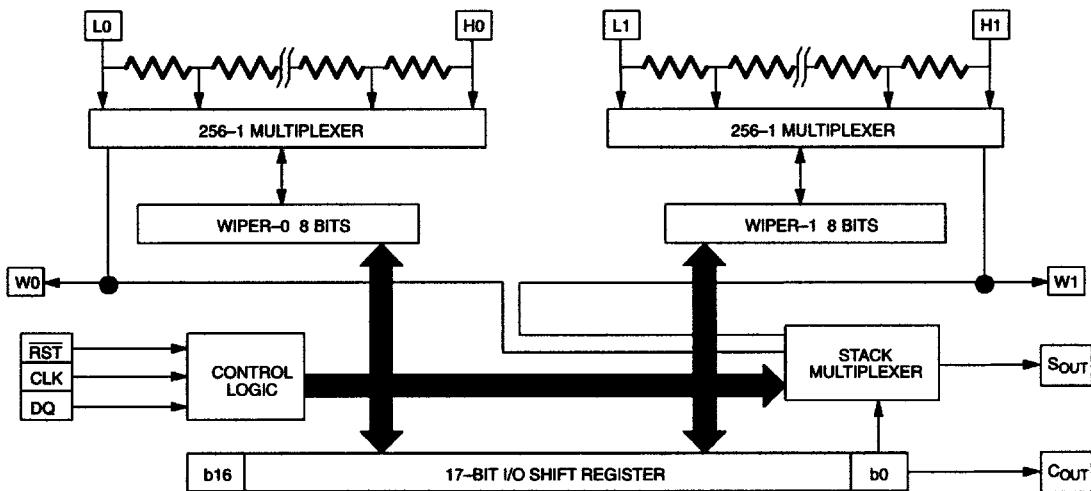 L0 H0 L1 H1
256–1 MULTIPLEXER 256–1 MULTIPLEXER
WIPER–0 8 BITS WIPER–1 8 BITS
W0 W1
RST
CLK
DQ
CONTROL
LOGIC
STACK
MULTIPLEXER
SOUT
b16 17–BIT I/O SHIFT REGISTER b0 COUT